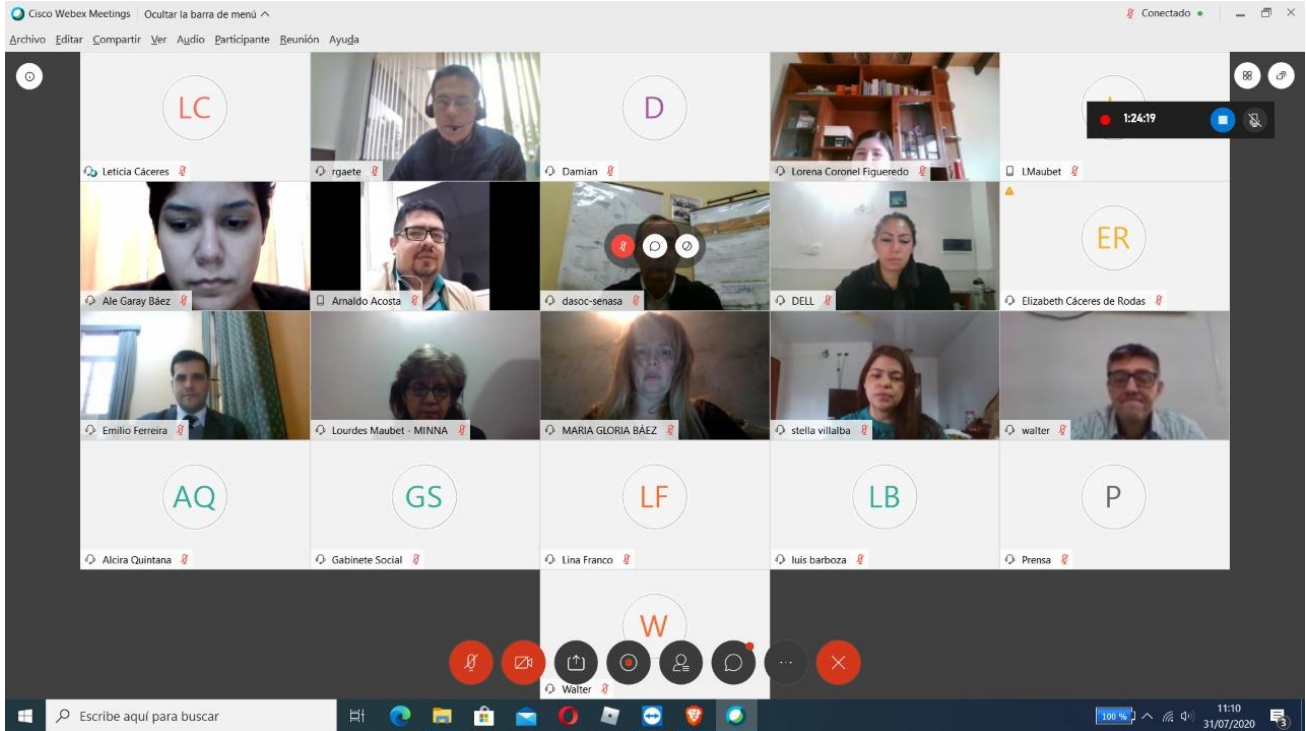 Cisco Webex Meetings Ocultar la barra de menú
Conectado
Archivo Editar Compartir Ver Audio Participante Reunión Ayuda
LC
D
1:24:19
Leticia Cáceres
rgaete
Damian
Lorena Coronel Figueredo
LMaubet
ER
Ale Garay Báez
Arnaldo Acosta
dasoc-senasa
DELL
Elizabeth Cáceres de Rodas
Emilio Ferreira
Lourdes Maubet - MINNA
MARIA GLORIA BÁEZ
stella villalba
walter
AQ
GS
LF
LB
P
Alcira Quintana
Gabinete Social
Lina Franco
luis barboza
Prensa
W
Walter
Escribe aquí para buscar
100 %
11:10
31/07/2020
3